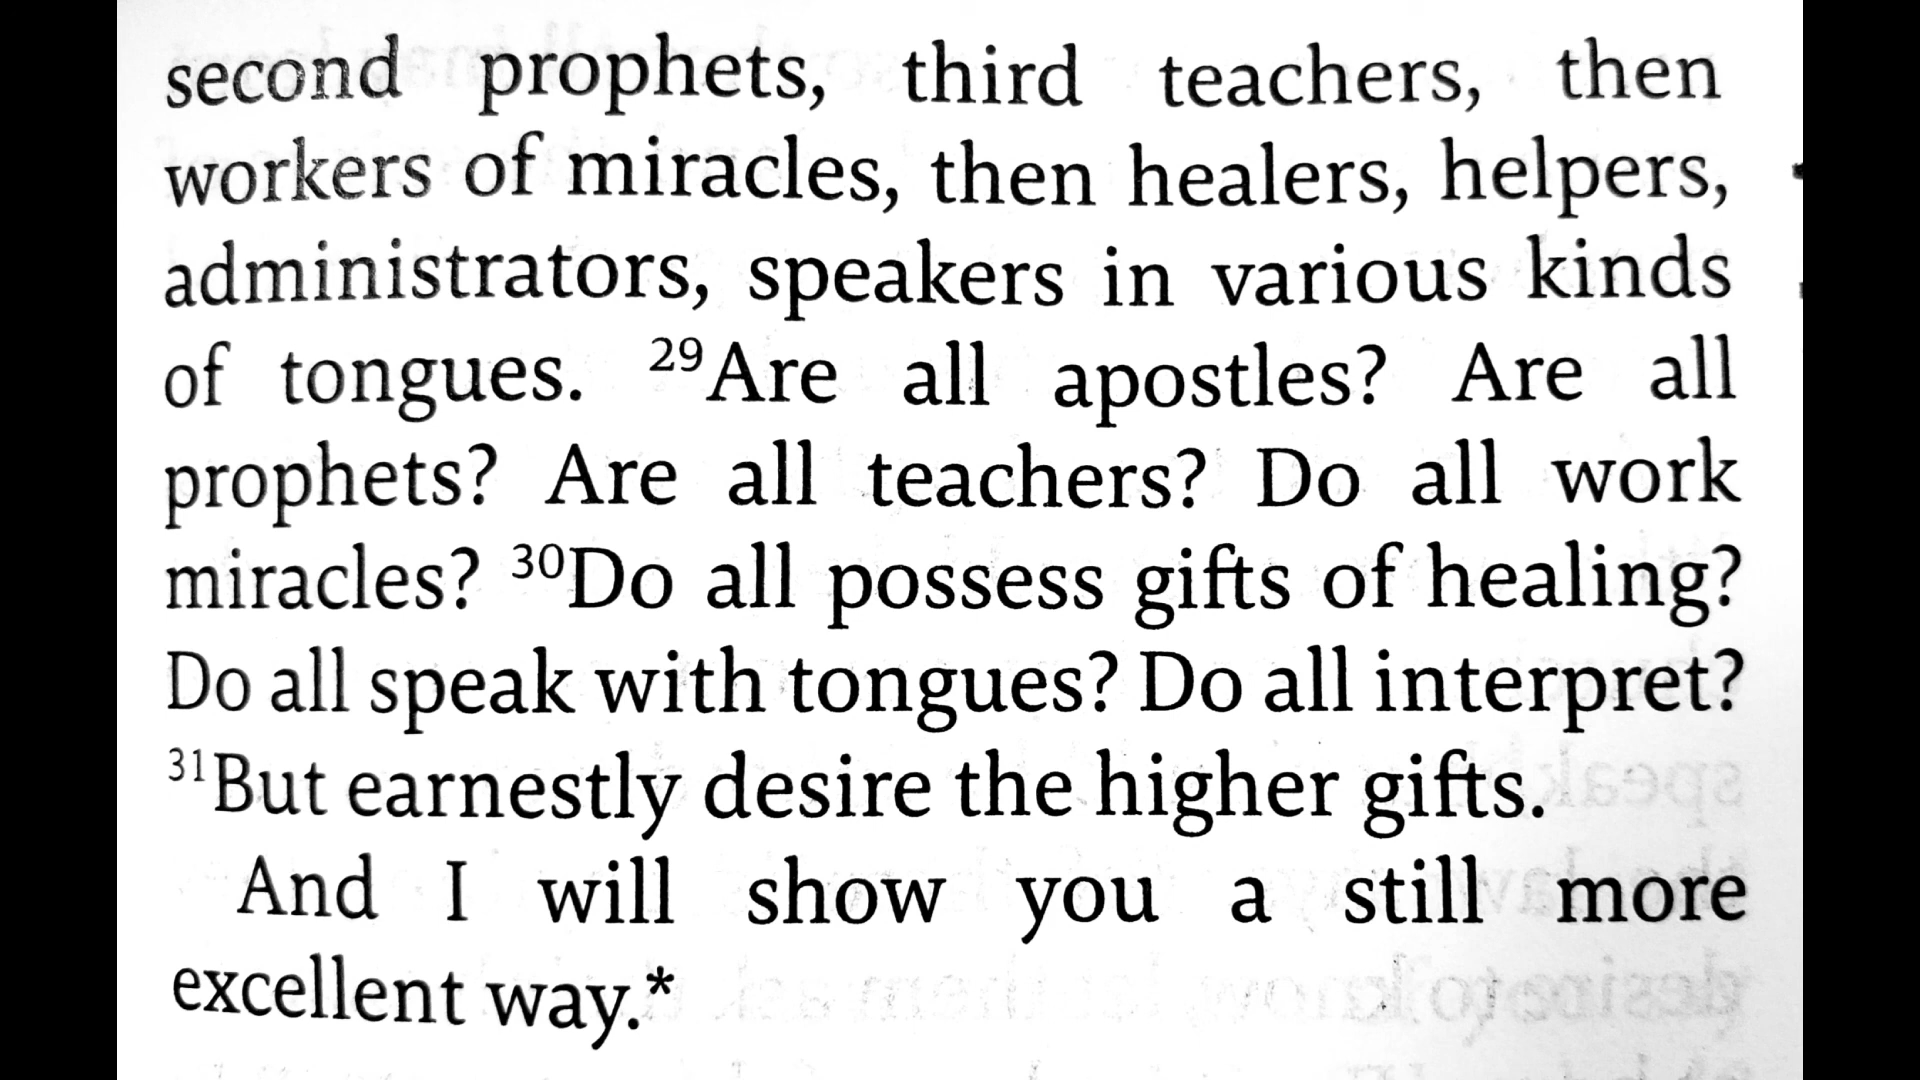 second prophets, third teachers, then
workers of miracles, then healers, helpers,
administrators, speakers in various kinds
of tongues. ²⁹Are all apostles? Are all
prophets? Are all teachers? Do all work
miracles? ³⁰Do all possess gifts of healing?
Do all speak with tongues? Do all interpret?
³¹But earnestly desire the higher gifts.
And I will show you a still more
excellent way.*